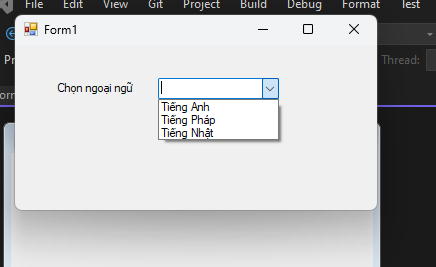 File Edit View Git Project Build Debug Format Test
Form1
Thread:
Chọn ngoại ngữ
Tiếng Anh
Tiếng Pháp
Tiếng Nhật